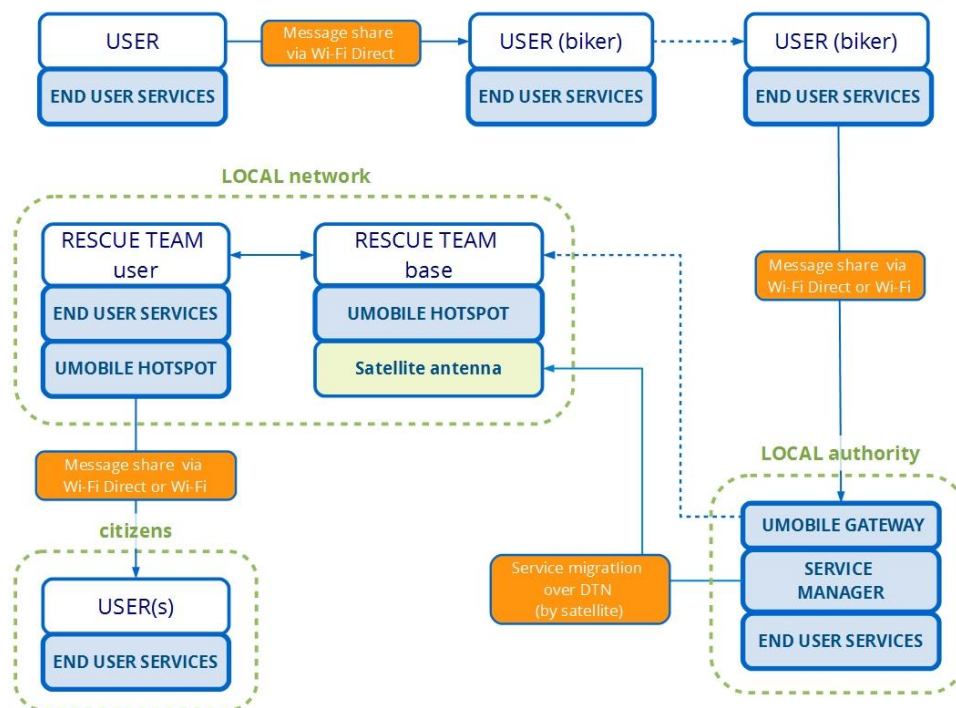 USER
END USER SERVICES
Message share
via Wi-Fi Direct
USER (biker)
END USER SERVICES
USER (biker)
END USER SERVICES
LOCAL network
RESCUE TEAM
user
END USER SERVICES
UMOBILE HOTSPOT
RESCUE TEAM
base
UMOBILE HOTSPOT
Satellite antenna
Message share via
Wi-Fi Direct or Wi-Fi
Message share via
Wi-Fi Direct or Wi-Fi
citizens
USER(s)
END USER SERVICES
LOCAL authority
UMOBILE GATEWAY
SERVICE
MANAGER
END USER SERVICES
Service migratlion
over DTN
(by satellite)